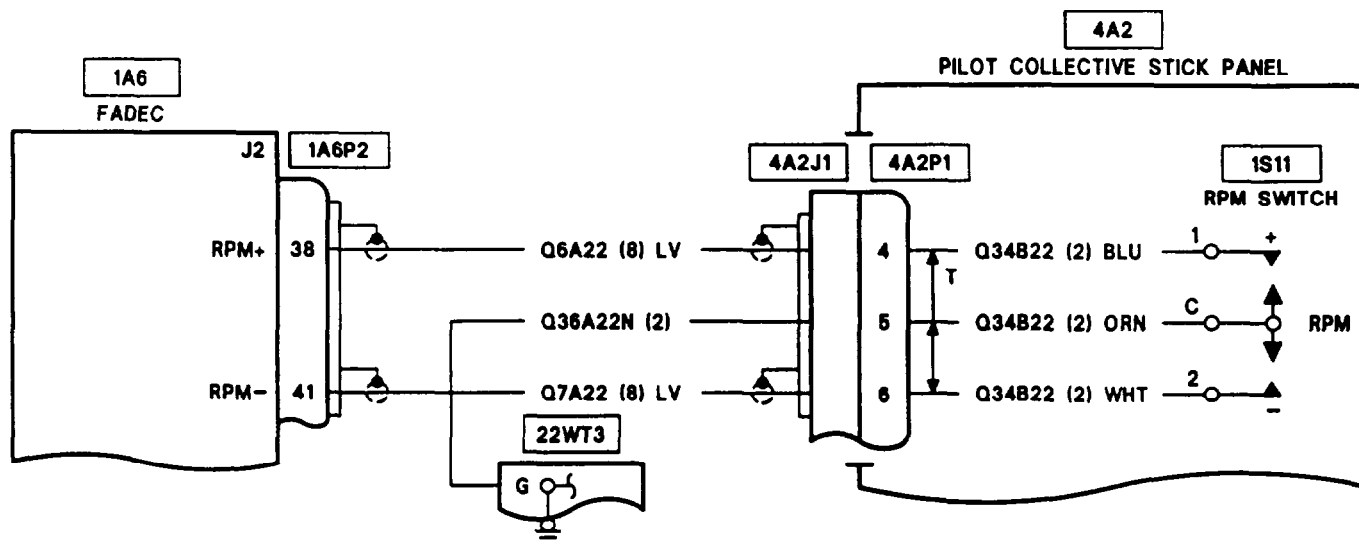 4A2
PILOT COLLECTIVE STICK PANEL
1A6
FADEC
J2
1A6P2
4A2J1
4A2P1
1S11
RPM SWITCH
RPM+
38
Q6A22 (8) LV
4
T
Q34B22 (2) BLU
1
+
Q36A22N (2)
5
Q34B22 (2) ORN
C
RPM
RPM-
41
Q7A22 (8) LV
6
Q34B22 (2) WHT
2
-
22WT3
G